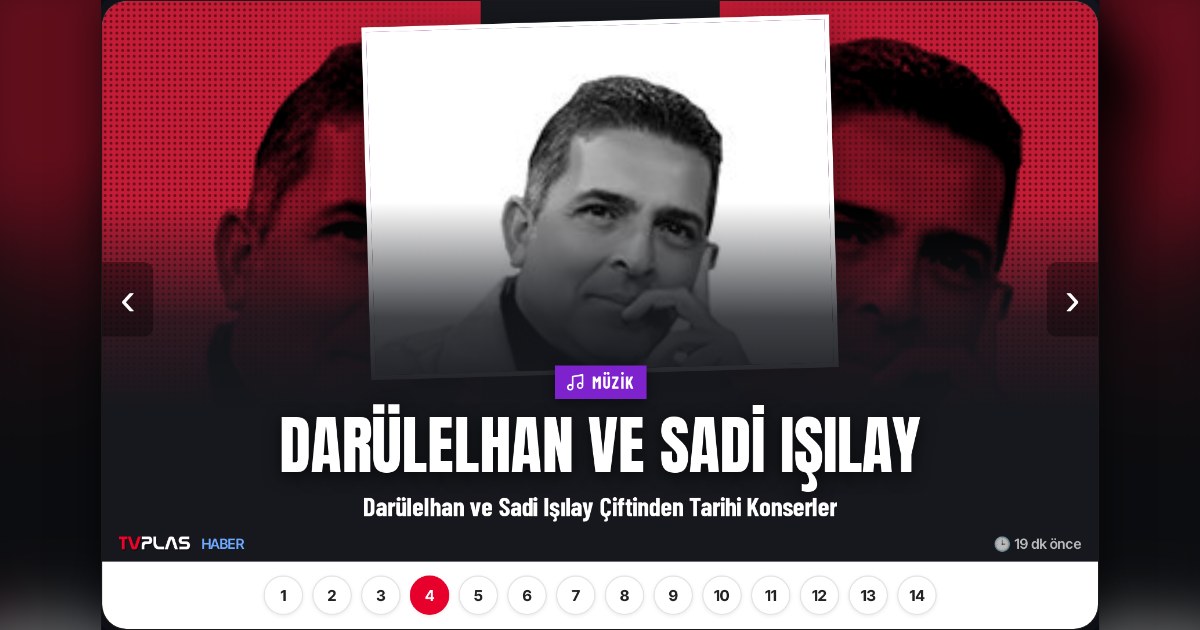 MÜZİK
DARÜLELHAN VE SADİ IŞILAY
Darülelhan ve Sadi Işılay Çiftinden Tarihi Konserler
TVPLAS HABER
19 dk önce
1 2 3 4 5 6 7 8 9 10 11 12 13 14